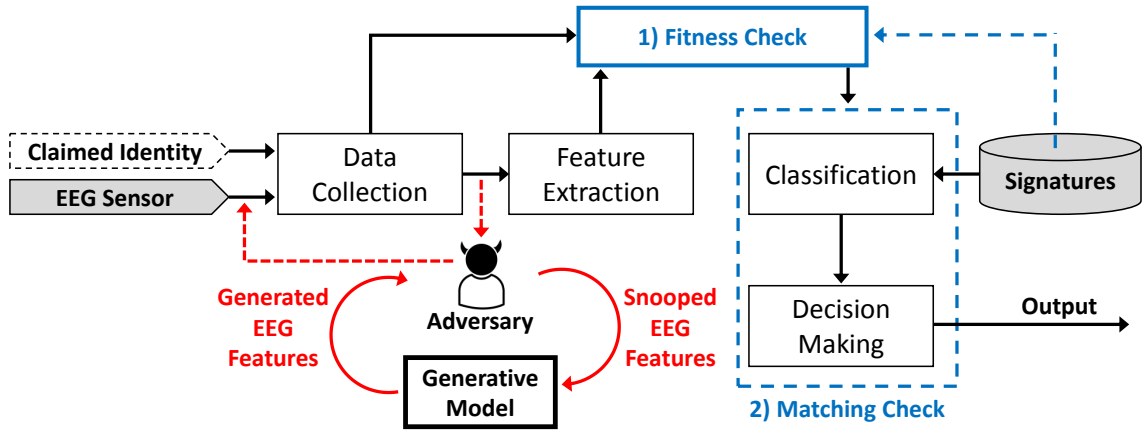 1) Fitness Check
Claimed Identity
EEG Sensor
Data
Collection
Feature
Extraction
Classification
Signatures
Adversary
Generated
EEG
Features
Snooped
EEG
Features
Generative
Model
Decision
Making
Output
2) Matching Check